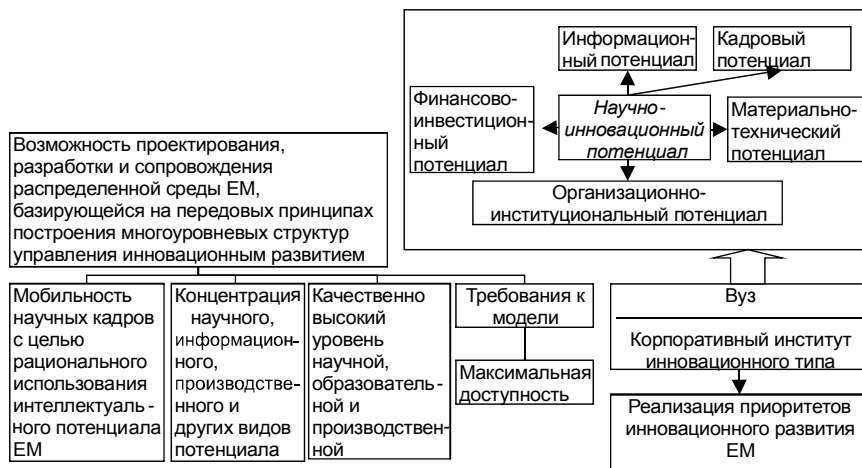 Информацион-
ный потенциал
Кадровый
потенциал
Финансово-
инвестицион-
ный
потенциал
Научно-
инновационный
потенциал
Материально-
технический
потенциал
Организационно-
институциональный потенциал
Возможность проектирования,
разработки и сопровождения
распределенной среды ЕМ,
базирующейся на передовых принципах
построения многоуровневых структур
управления инновационным развитием
Мобильность
научных кадров
с целью
рационального
использования
интеллектуаль-
ного потенциала
ЕМ
Концентрация
научного,
информацион-
ного,
производстве-
нного и
других видов
потенциала
Качественно
высокий
уровень
научной,
образователь-
ной и
производствен-
ной
Требования к
модели
Максимальная
доступность
Вуз
Корпоративный институт
инновационного типа
Реализация приоритетов
инновационного развития
ЕМ